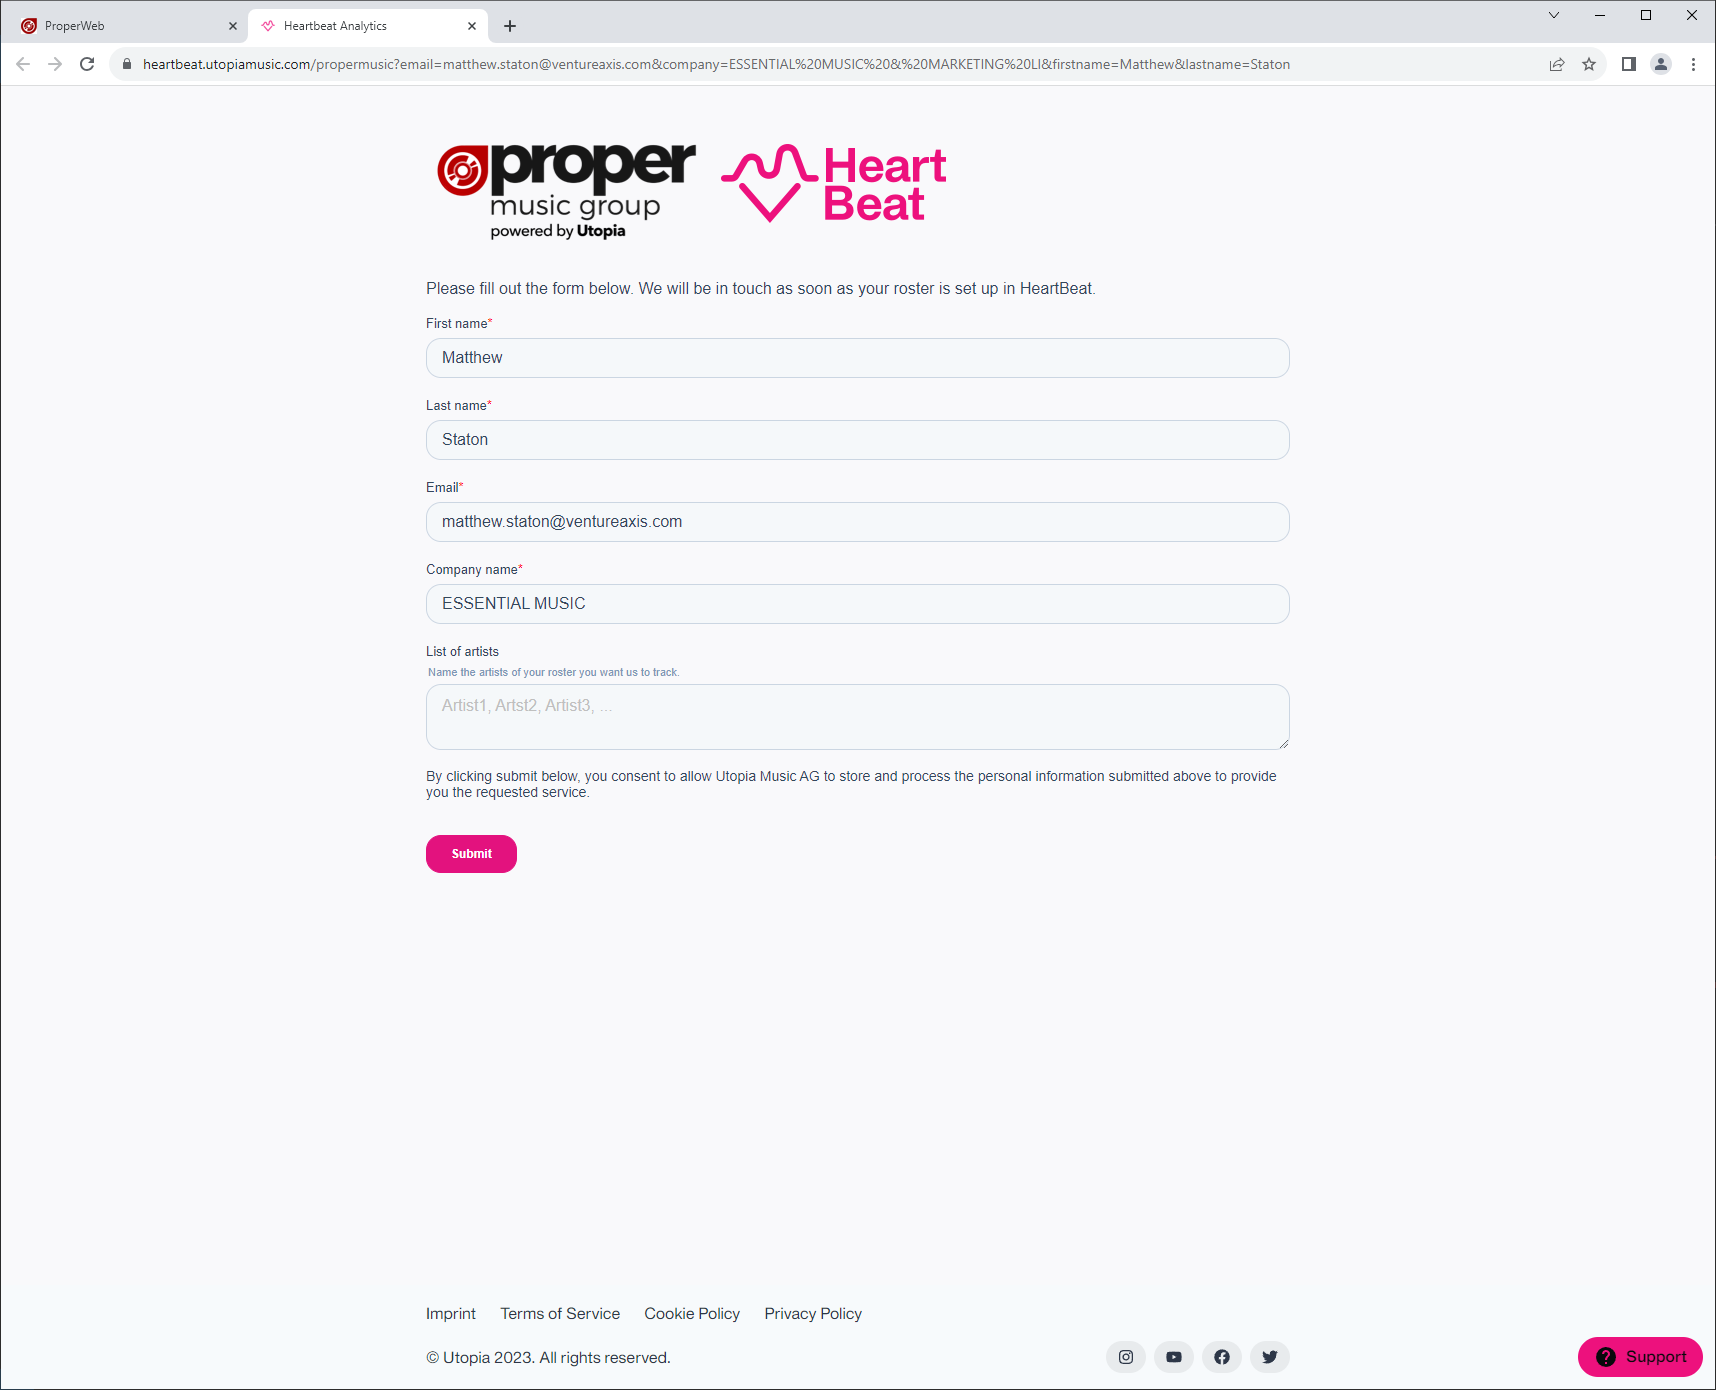 ProperWeb
Heartbeat Analytics
heartbeat.utopiamusic.com/propermusic?email=matthew.staton@ventureaxis.com&company=ESSENTIAL%20MUSIC%20&%20MARKETING%20LI&firstname=Matthew&lastname=Staton
proper
music group
powered by Utopia
Heart
Beat
Please fill out the form below. We will be in touch as soon as your roster is set up in HeartBeat.
First name*
Matthew
Last name*
Staton
Email*
matthew.staton@ventureaxis.com
Company name*
ESSENTIAL MUSIC
List of artists
Name the artists of your roster you want us to track.
Artist1, Artst2, Artist3, ...
By clicking submit below, you consent to allow Utopia Music AG to store and process the personal information submitted above to provide
you the requested service.
Submit
Imprint Terms of Service Cookie Policy Privacy Policy
© Utopia 2023. All rights reserved.
Support